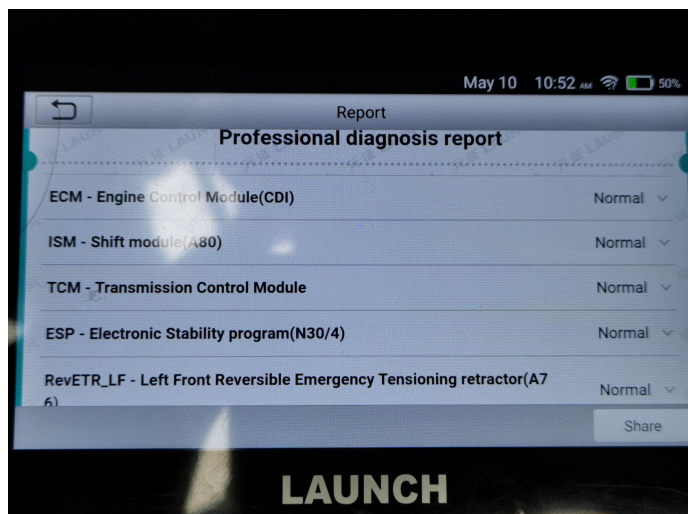 May 10 10:52 AM 50%
Report
Professional diagnosis report
ECM - Engine Control Module(CDI) Normal
ISM - Shift module(A80) Normal
TCM - Transmission Control Module Normal
ESP - Electronic Stability program(N30/4) Normal
RevETR_LF - Left Front Reversible Emergency Tensioning retractor(A7
6) Normal
Share
LAUNCH